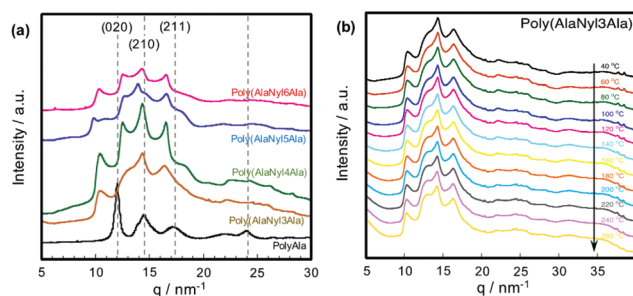 (a)
(020)
(210)
(211)
Poly(AlaNyl6Ala)
Poly(AlaNyl5Ala)
Poly(AlaNyl4Ala)
Poly(AlaNyl3Ala)
PolyAla
Intensity / a.u.
5 10 15 20 25 30
q / nm-1
(b)
Poly(AlaNyl3Ala)
40 °C
60 °C
80 °C
100 °C
120 °C
140 °C
160 °C
180 °C
200 °C
220 °C
240 °C
Intensity / a.u.
5 10 15 20 25 30 35
q / nm-1